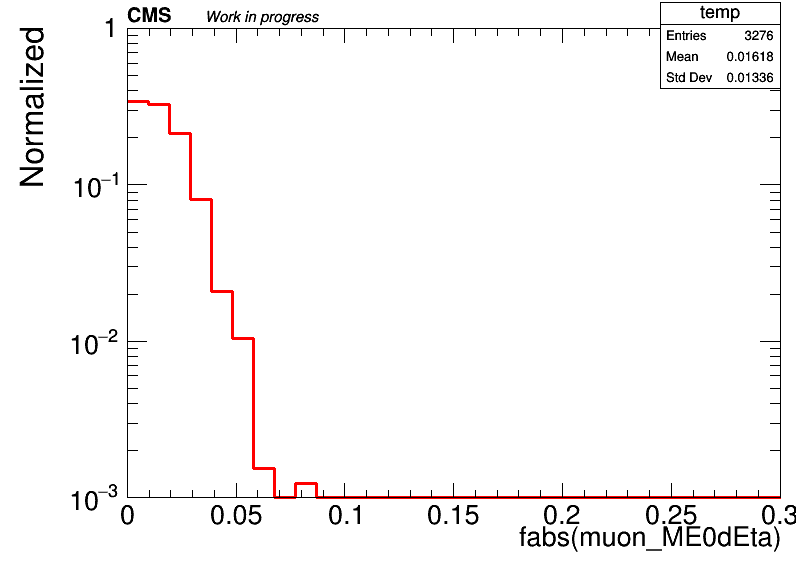 CMS Work in progress
temp
Entries 3276
Mean 0.01618
Std Dev 0.01336
Normalized
1
10⁻¹
10⁻²
10⁻³
0 0.05 0.1 0.15 0.2 0.25 0.3
fabs(muon_ME0dEta)